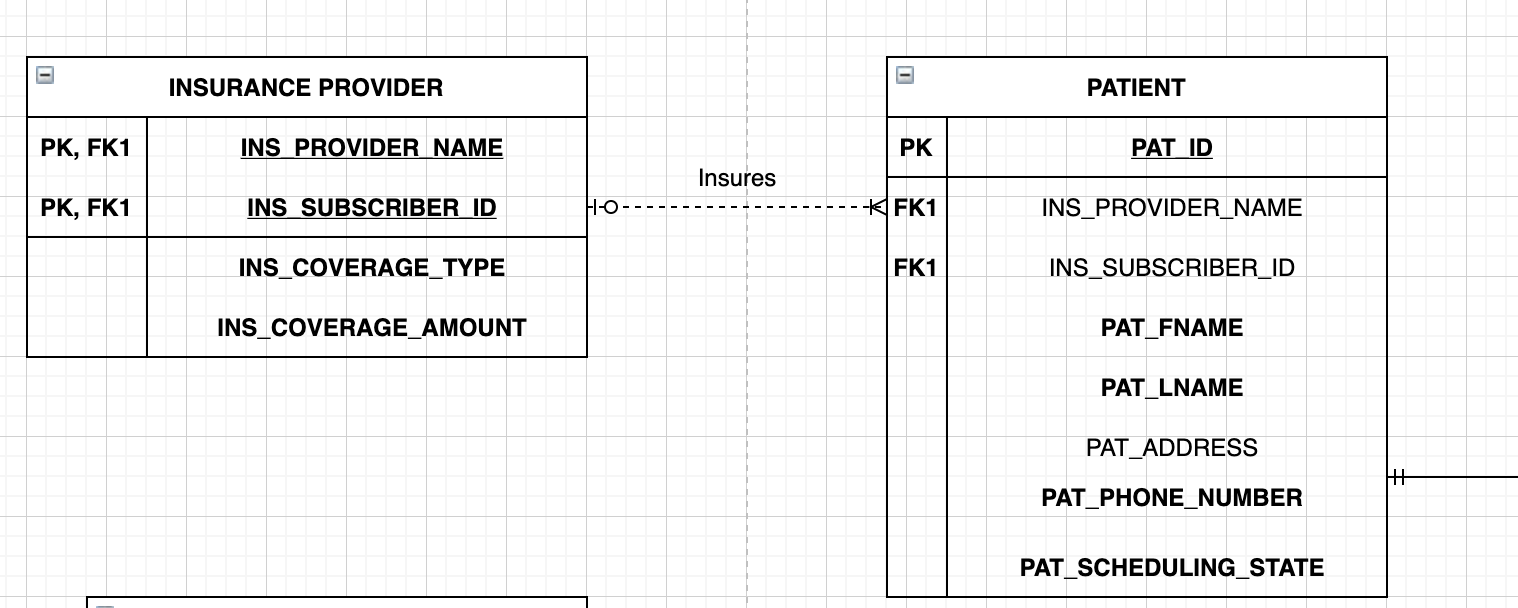 INSURANCE PROVIDER
PK, FK1 INS_PROVIDER_NAME
PK, FK1 INS_SUBSCRIBER_ID
INS_COVERAGE_TYPE
INS_COVERAGE_AMOUNT
Insures
PATIENT
PK PAT_ID
FK1 INS_PROVIDER_NAME
FK1 INS_SUBSCRIBER_ID
PAT_FNAME
PAT_LNAME
PAT_ADDRESS
PAT_PHONE_NUMBER
PAT_SCHEDULING_STATE